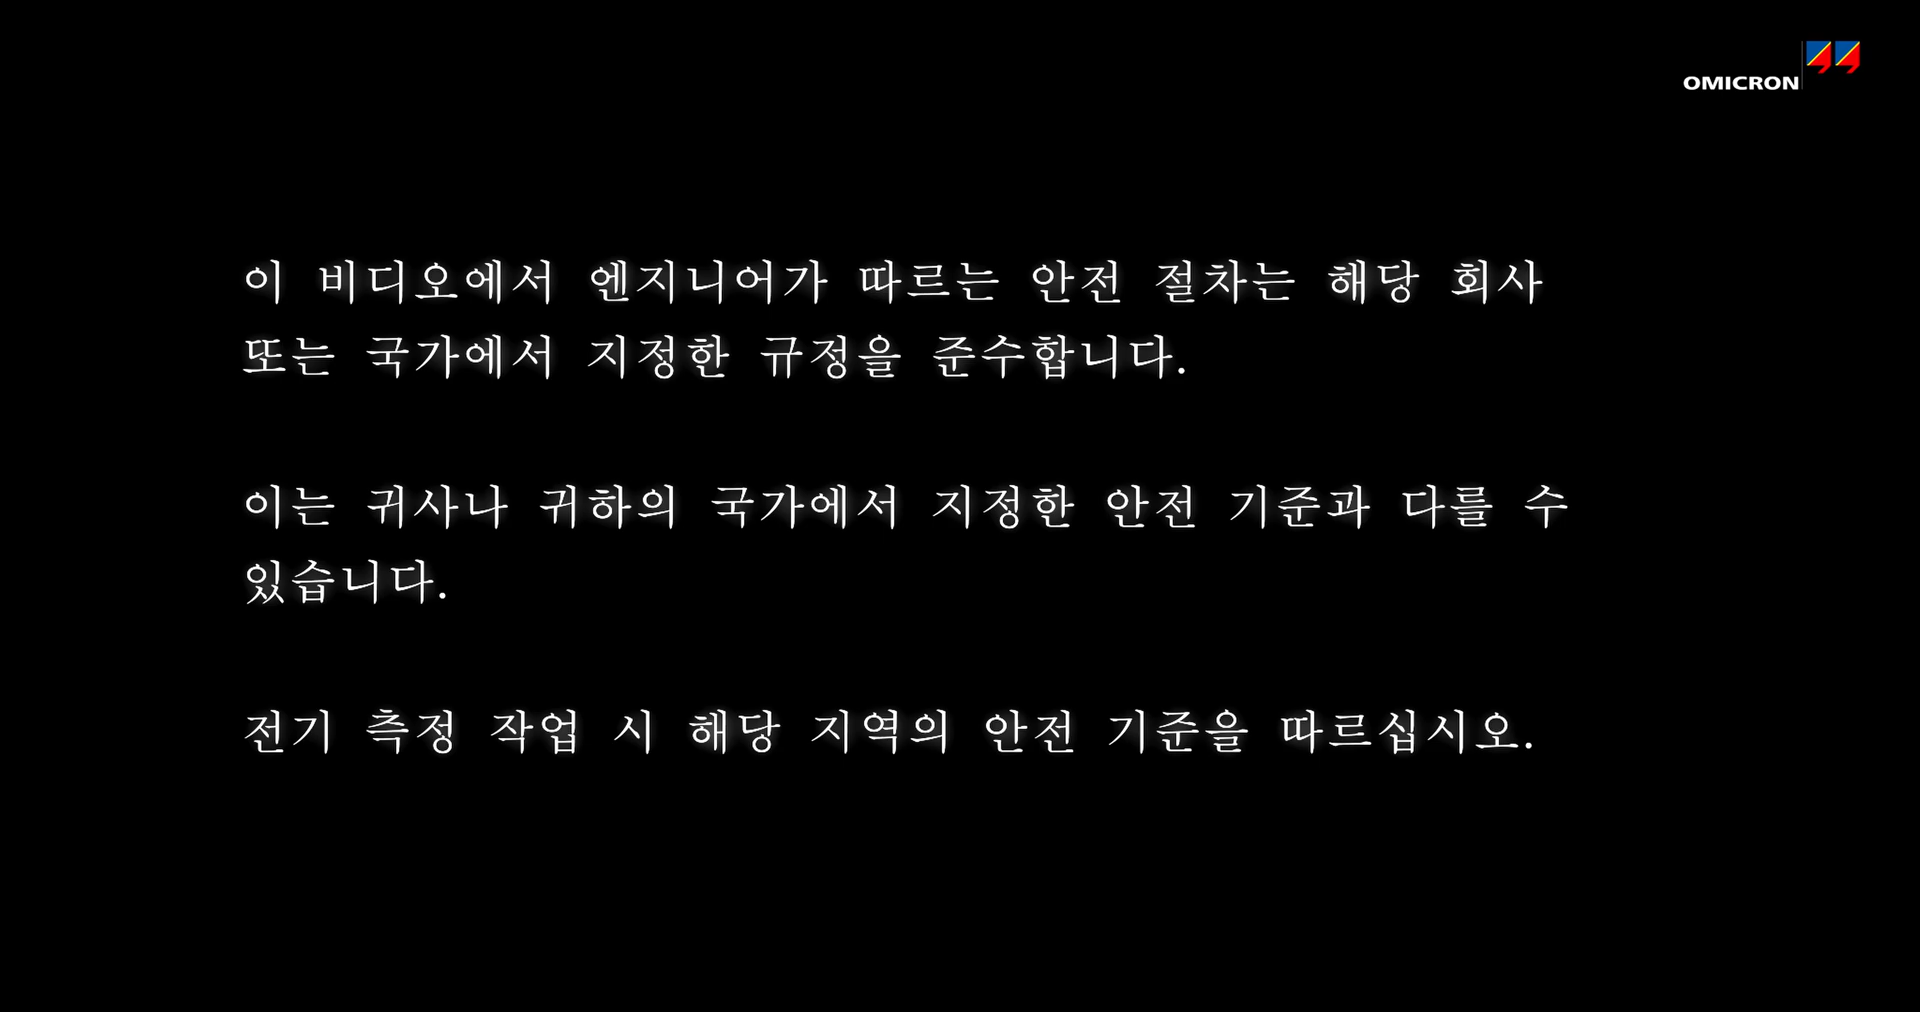 OMICRON
이 비디오에서 엔지니어가 따르는 안전 절차는 해당 회사
또는 국가에서 지정한 규정을 준수합니다.
이는 귀사나 귀하의 국가에서 지정한 안전 기준과 다를 수
있습니다.
전기 측정 작업 시 해당 지역의 안전 기준을 따르십시오.